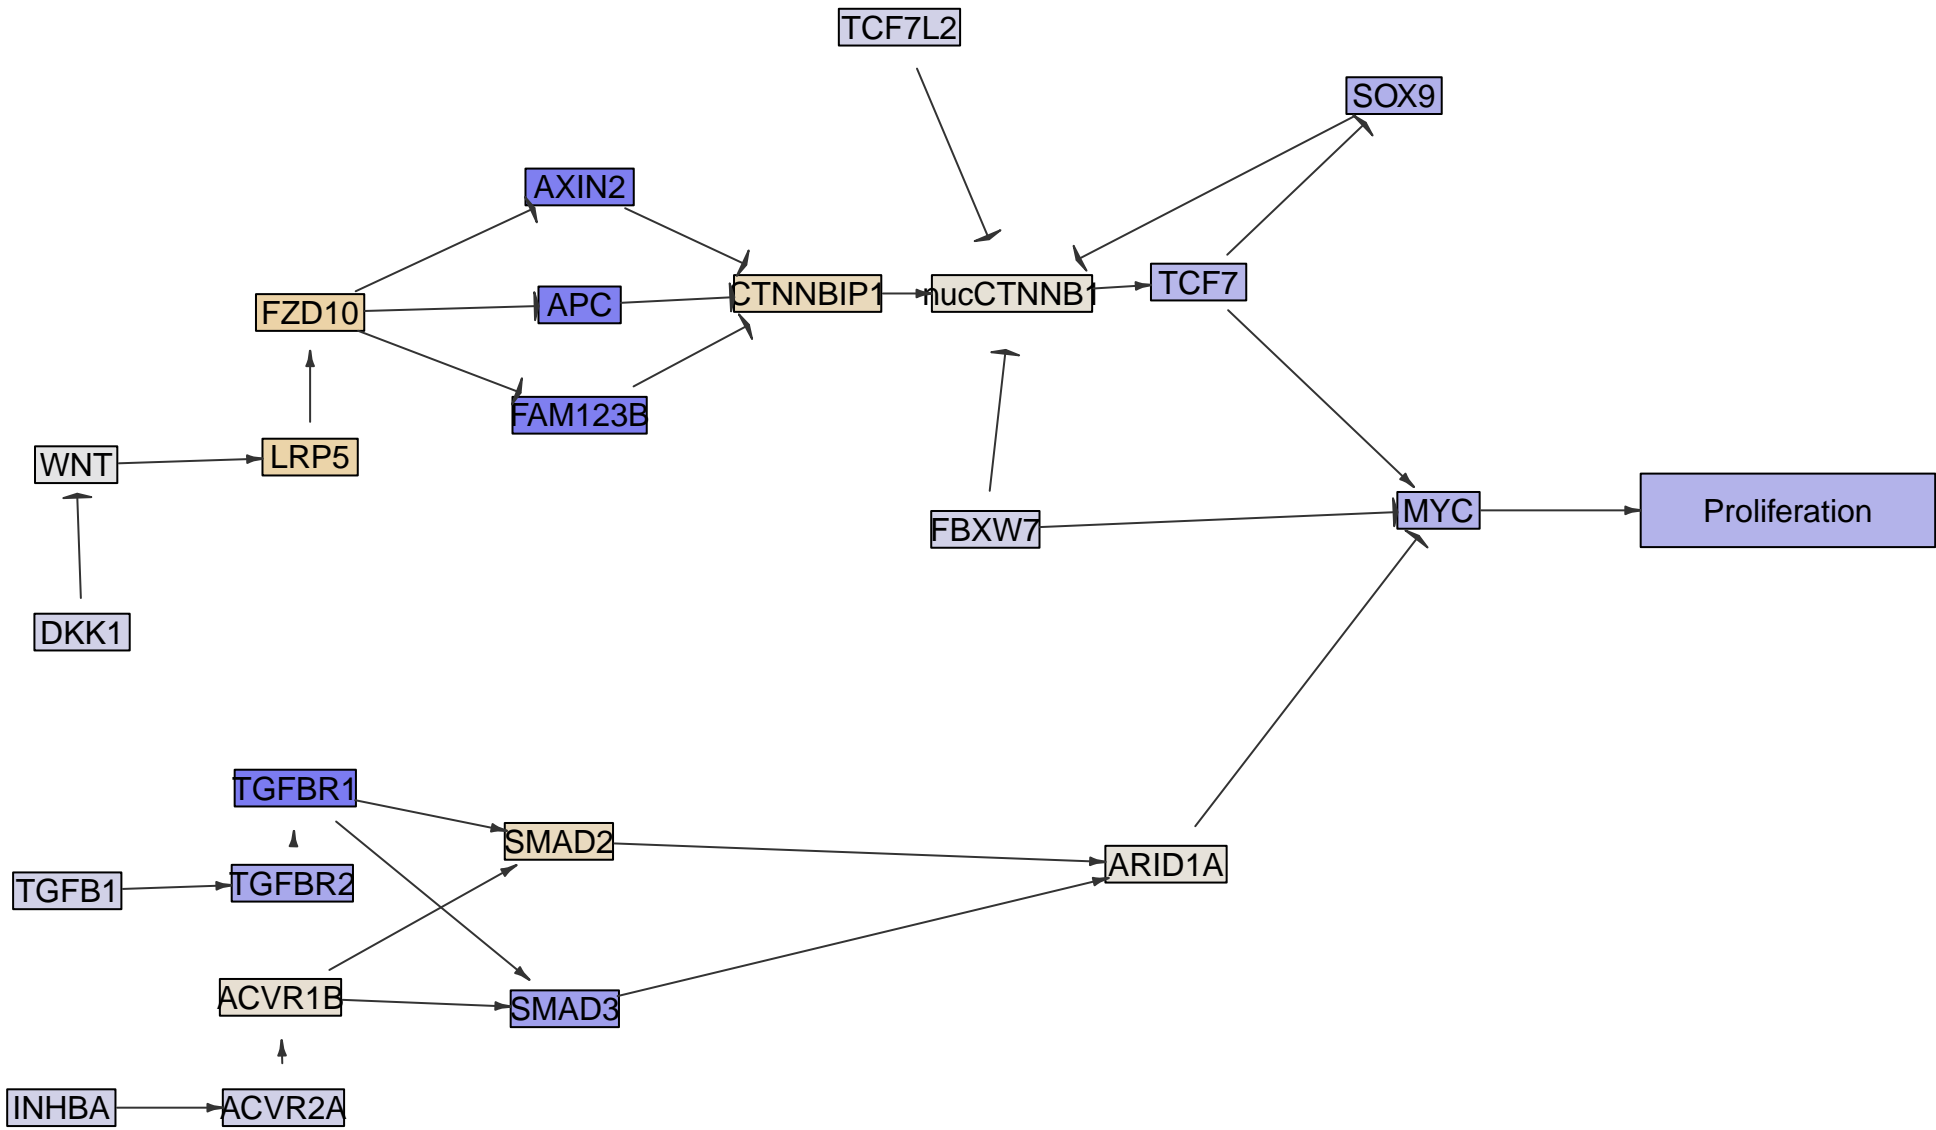 TCF7L2
SOX9
AXIN2
TCF7
APC
CTNNBIP1
nucCTNNB1
FZD10
FAM123B
WNT
LRP5
FBXW7
MYC
Proliferation
DKK1
TGFBR1
SMAD2
ARID1A
TGFB1
TGFBR2
ACVR1B
SMAD3
INHBA
ACVR2A